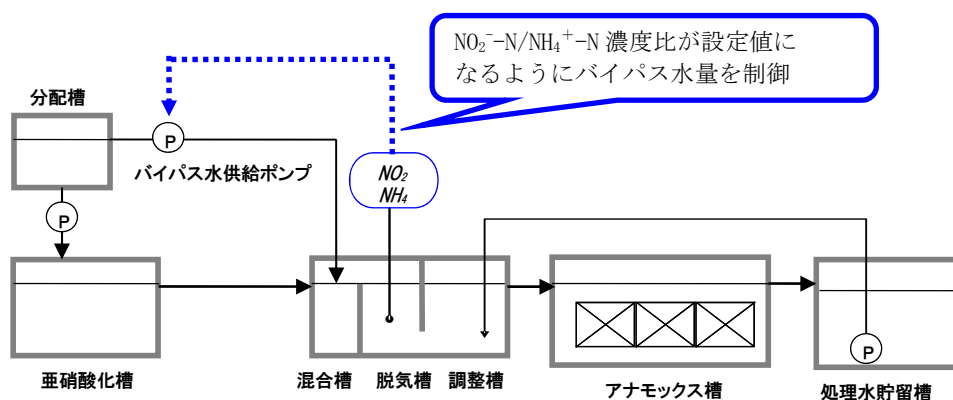 NO₂⁻-N/NH₄⁺-N 濃度比が設定値に
なるようにバイパス水量を制御
分配槽
P
バイパス水供給ポンプ
NO₂
NH₄
P
P
亜硝酸化槽
混合槽
脱気槽
調整槽
アナモックス槽
処理水貯留槽